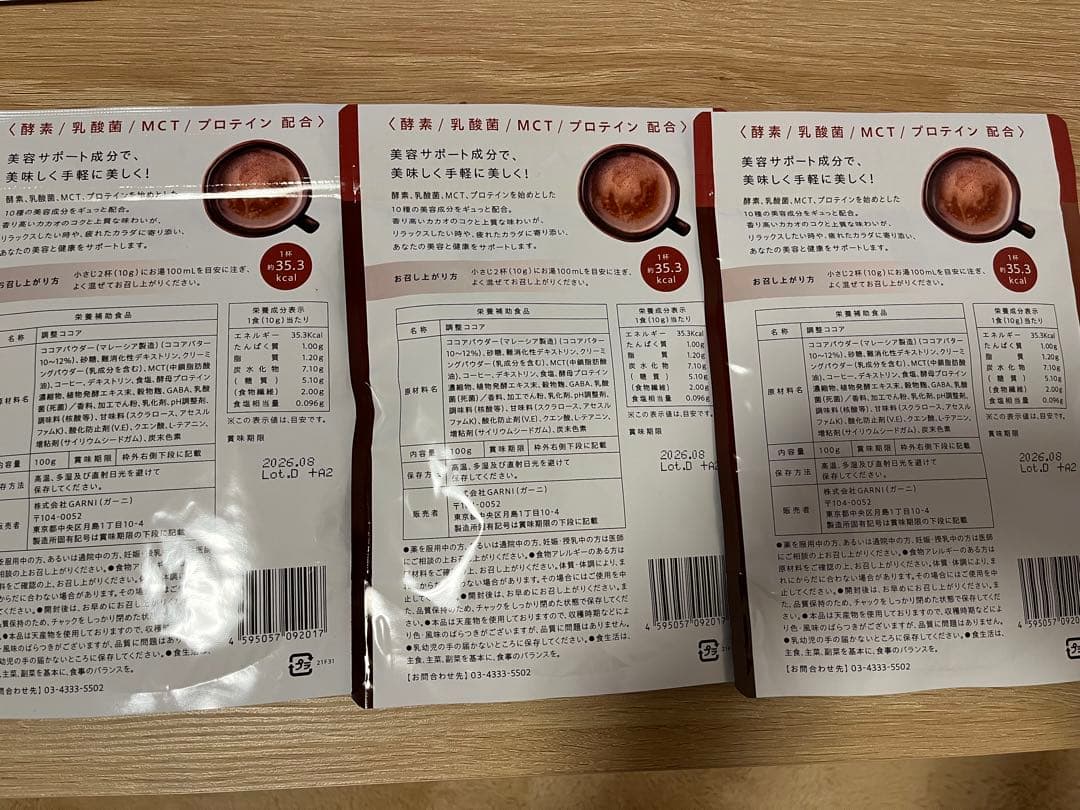 〈酵素/乳酸菌/MCT/プロテイン 配合〉
美容サポート成分で、
美味しく手軽に美しく!
酵素、乳酸菌、MCT、プロテインを始めとした
10種の美容成分をギュっと配合。
香り高いカカオのコクと上質な味わいが、
リラックスしたい時や、疲れたカラダに寄り添い、
あなたの美容と健康をサポートします。
1杯
約35.3
kcal
お召し上がり方
小さじ2杯(10g)にお湯100mLを目安に注ぎ、
よく混ぜてお召し上がりください。
栄養補助食品
名称 調整ココア
原材料名
ココアパウダー(マレーシア製造)(ココアバター
10~12%)、砂糖、難消化性デキストリン、クリーミ
ングパウダー(乳成分を含む)、MCT(中鎖脂肪酸
油)、コーヒー、デキストリン、食塩、酵母プロテイン
濃縮物、植物発酵エキス末、穀物麹、GABA、乳酸
菌(死菌)/香料、加工でん粉、乳化剤、pH調整剤、
調味料(核酸等)、甘味料(スクラロース、アセスル
ファムK)、酸化防止剤(V.E)、クエン酸、L-テアニン、
増粘剤(サイリウムシードガム)、炭末色素
内容量 100g 賞味期限 枠外右側下段に記載
保存方法
高温、多湿及び直射日光を避けて
保存してください。
販売者
株式会社GARNI(ガーニ)
〒104-0052
東京都中央区月島1丁目10-4
製造所固有記号は賞味期限の下段に記載
栄養成分表示
1食(10g)当たり
エネルギー 35.3Kcal
たんぱく質 1.00g
脂質 1.20g
炭水化物 7.10g
(糖質) 5.10g
(食物繊維) 2.00g
食塩相当量 0.096g
※この表示値は、目安です。
賞味期限
2026.08
Lot.D +A2
●薬を服用中の方、あるいは通院中の方、妊娠・授乳中の方は医師
にご相談の上お召し上がりください。●食物アレルギーのある方は
原材料をご確認の上、お召し上がりください。体質・体調により、ま
れにからだに合わない場合があります。その場合にはご使用を中
止してください。●開封後は、お早めにお召し上がりください。ま
た、品質保持のため、チャックをしっかり閉めた状態で保存してくだ
さい。●本品は天産物を使用しておりますので、収穫時期などによ
り色・風味のばらつきがございますが、品質に問題はありません。
●乳幼児の手の届かないところに保存してください。●食生活は、
主食、主菜、副菜を基本に、食事のバランスを。
【お問合わせ先】03-4333-5502
4 595057 092017
プラ
21F31